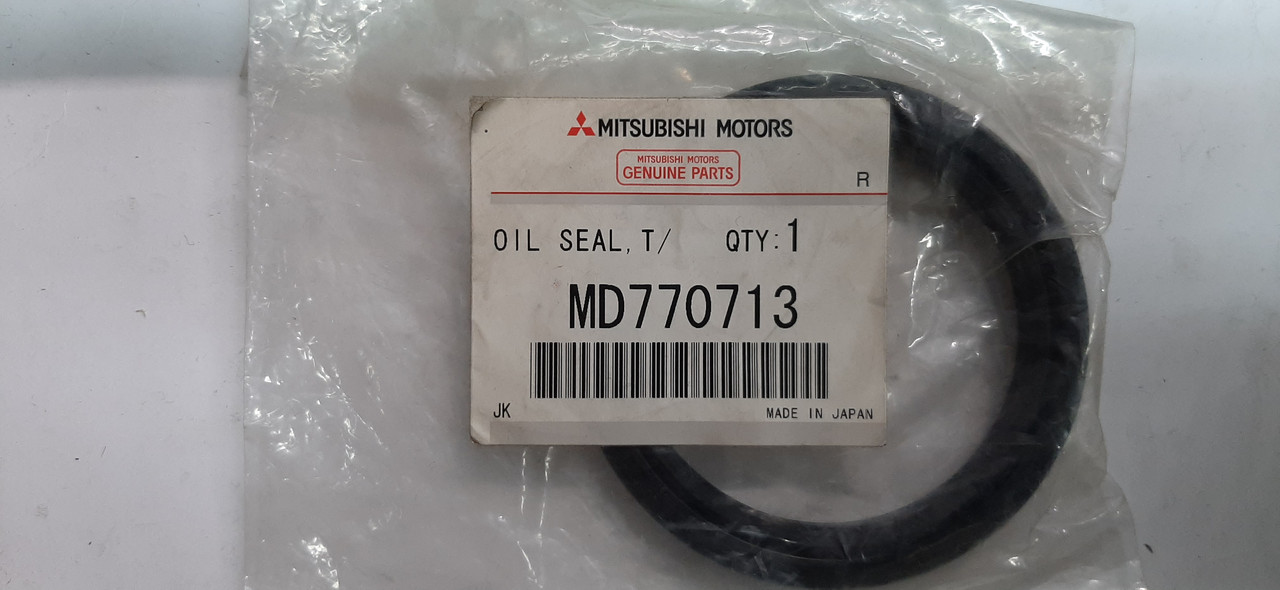 MITSUBISHI MOTORS
MITSUBISHI MOTORS
GENUINE PARTS
R
OIL SEAL,T/ QTY:1
MD770713
JK MADE IN JAPAN